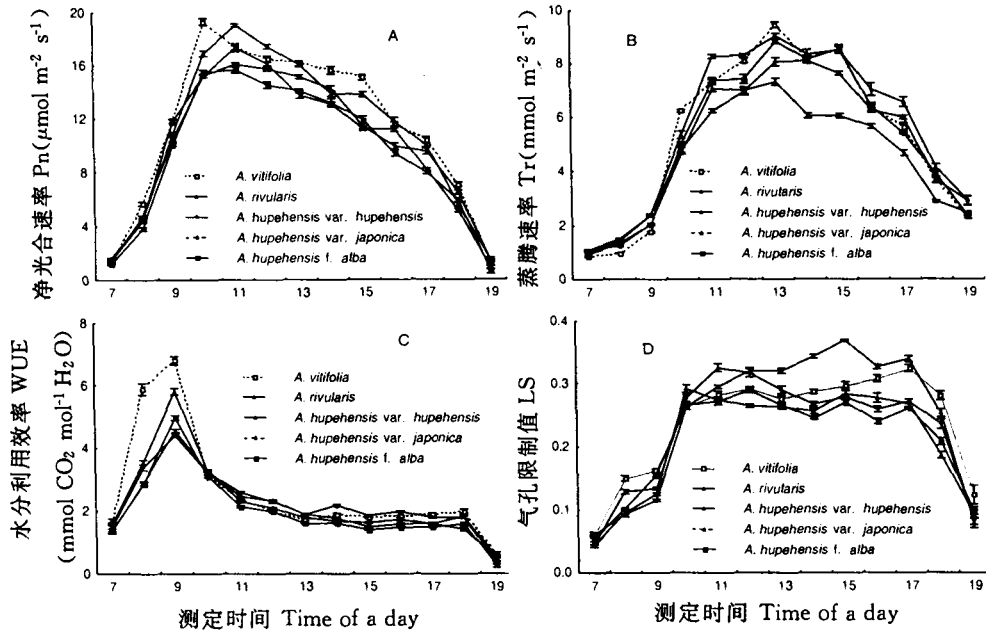 净光合速率 Pn(μmol m⁻² s⁻¹)
20
16
12
8
4
0
A
A. vitifolia
A. rivularis
A. hupehensis var. hupehensis
A. hupehensis var. japonica
A. hupehensis f. alba
7 9 11 13 15 17 19
蒸腾速率 Tr(mmol m⁻² s⁻¹)
10
8
6
4
2
0
B
A. vitifolia
A. rivularis
A. hupehensis var. hupehensis
A. hupehensis var. japonica
A. hupehensis f. alba
7 9 11 13 15 17 19
水分利用效率 WUE
(mmol CO₂ mol⁻¹ H₂O)
8
6
4
2
0
C
A. vitifolia
A. rivularis
A. hupehensis var. hupehensis
A. hupehensis var. japonica
A. hupehensis f. alba
7 9 11 13 15 17 19
测定时间 Time of a day
气孔限制值 LS
0.4
0.3
0.2
0.1
0.0
D
A. vitifolia
A. rivularis
A. hupehensis var. hupehensis
A. hupehensis var. japonica
A. hupehensis f. alba
7 9 11 13 15 17 19
测定时间 Time of a day